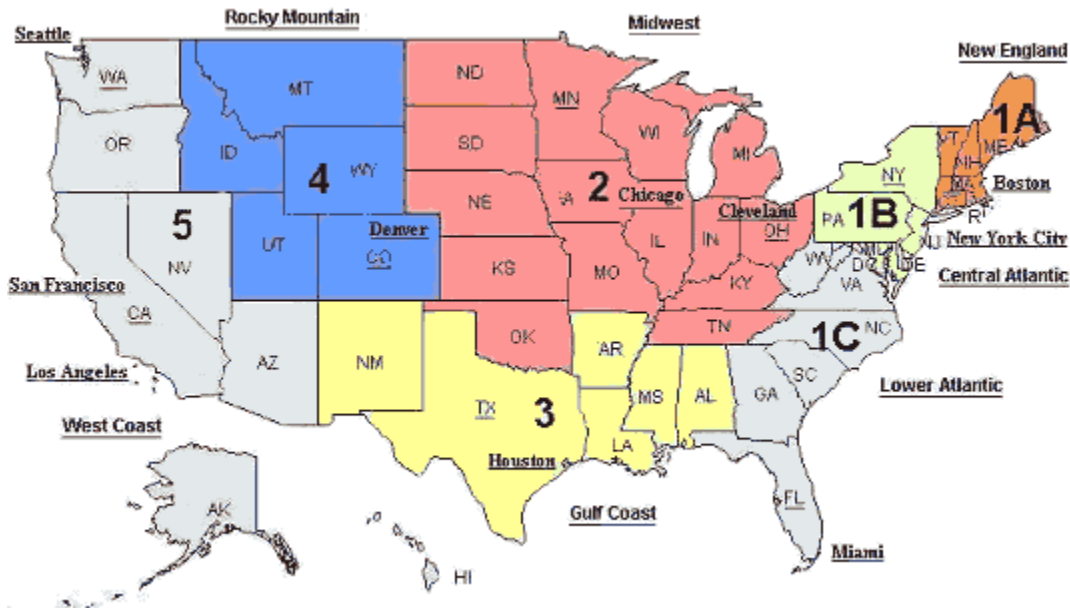 Rocky Mountain
Midwest
Seattle
New England
WA
MT
ND
MN
1A
OR
ID
WY
4
SD
WI
MI
VT
NH
ME
NY
MA
Boston
NE
IA
2
Chicago
Cleveland
PA
1B
R
5
Denver
UT
CO
IL
IN
OH
NJ
New York City
NV
KS
MO
KY
WV
VA
DC
DE
Central Atlantic
San Francisco
CA
AZ
NM
OK
AR
TN
1C
NC
SC
Los Angeles
TX
3
MS
AL
GA
Lower Atlantic
West Coast
Houston
LA
Gulf Coast
FL
AK
HI
Miami